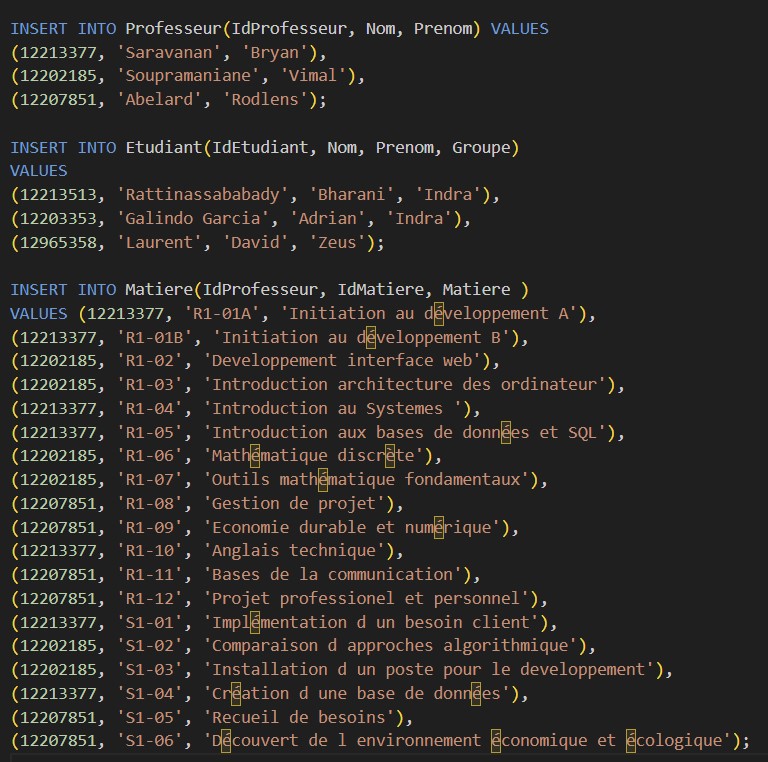 INSERT INTO Professeur(IdProfesseur, Nom, Prenom) VALUES
(12213377, 'Saravanan', 'Bryan'),
(12202185, 'Soupramaniane', 'Vimal'),
(12207851, 'Abelard', 'Rodlens');
INSERT INTO Etudiant(IdEtudiant, Nom, Prenom, Groupe)
VALUES
(12213513, 'Rattinassababady', 'Bharani', 'Indra'),
(12203353, 'Galindo Garcia', 'Adrian', 'Indra'),
(12965358, 'Laurent', 'David', 'Zeus');
INSERT INTO Matiere(IdProfesseur, IdMatiere, Matiere )
VALUES (12213377, 'R1-01A', 'Initiation au développement A'),
(12213377, 'R1-01B', 'Initiation au développement B'),
(12202185, 'R1-02', 'Developpement interface web'),
(12202185, 'R1-03', 'Introduction architecture des ordinateur'),
(12213377, 'R1-04', 'Introduction au Systemes '),
(12213377, 'R1-05', 'Introduction aux bases de données et SQL'),
(12202185, 'R1-06', 'Mathématique discrète'),
(12202185, 'R1-07', 'Outils mathématique fondamentaux'),
(12207851, 'R1-08', 'Gestion de projet'),
(12207851, 'R1-09', 'Economie durable et numérique'),
(12213377, 'R1-10', 'Anglais technique'),
(12207851, 'R1-11', 'Bases de la communication'),
(12207851, 'R1-12', 'Projet professionel et personnel'),
(12213377, 'S1-01', 'Implémentation d un besoin client'),
(12202185, 'S1-02', 'Comparaison d approches algorithmique'),
(12202185, 'S1-03', 'Installation d un poste pour le developpement'),
(12213377, 'S1-04', 'Création d une base de données'),
(12207851, 'S1-05', 'Recueil de besoins'),
(12207851, 'S1-06', 'Découvert de l environnement économique et écologique');